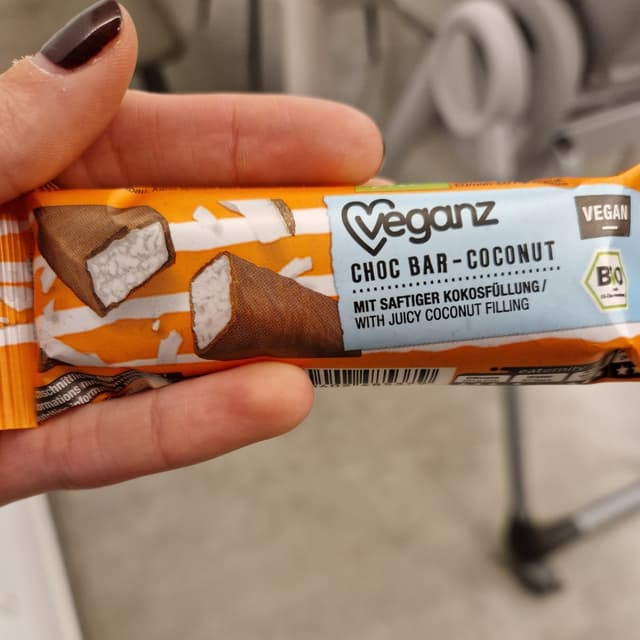 Veganz
VEGAN
CHOC BAR – COCONUT
Bio
MIT SAFTIGER KOKOSFÜLLUNG /
WITH JUICY COCONUT FILLING